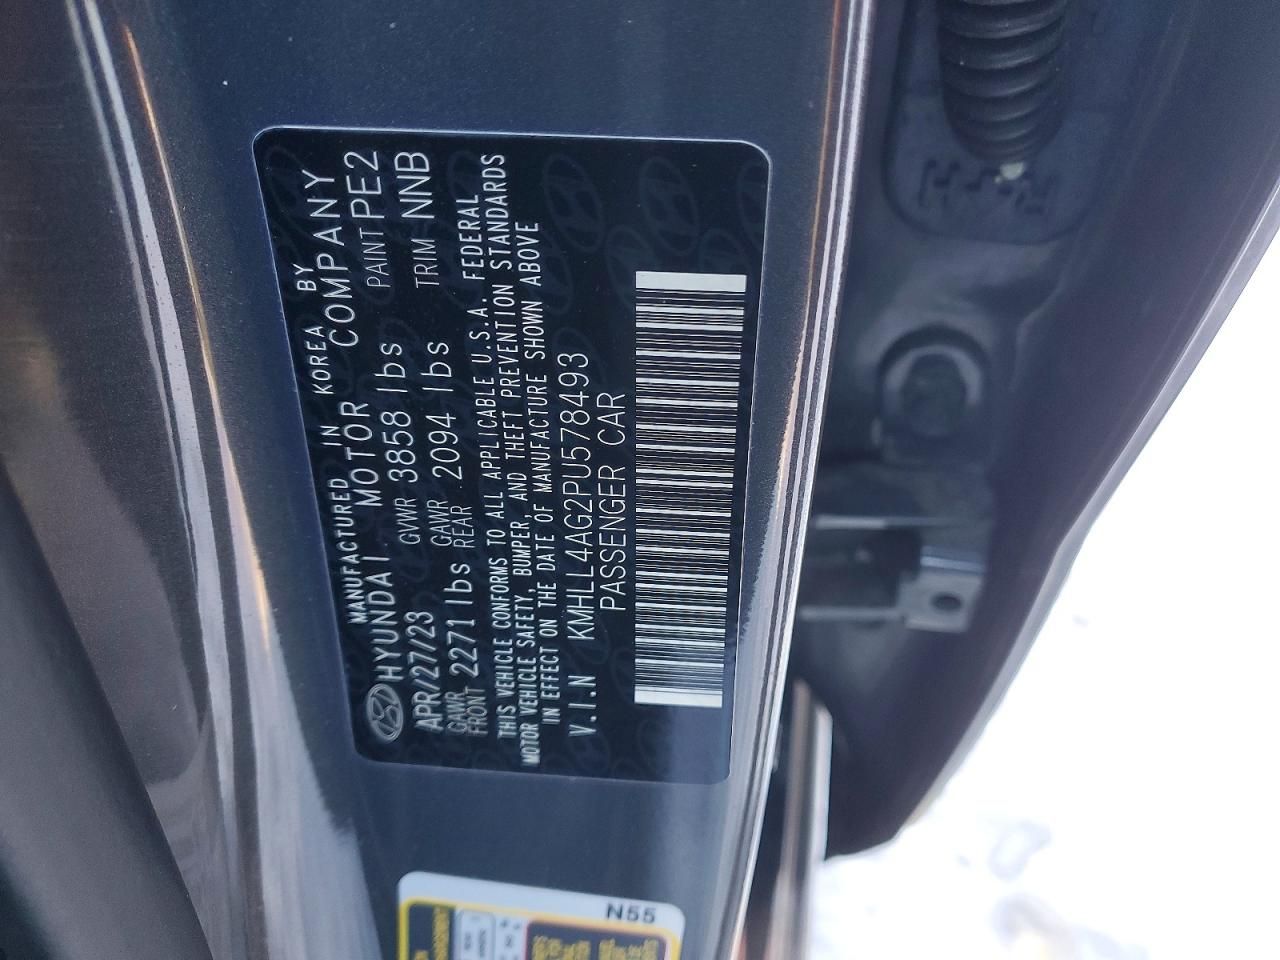 MANUFACTURED IN KOREA BY
HYUNDAI MOTOR COMPANY
APR/27/23 GVWR 3858 lbs PAINT PE2
GAWR FRONT 2271 lbs GAWR REAR 2094 lbs TRIM NNB
THIS VEHICLE CONFORMS TO ALL APPLICABLE U.S.A. FEDERAL
MOTOR VEHICLE SAFETY, BUMPER, AND THEFT PREVENTION STANDARDS
IN EFFECT ON THE DATE OF MANUFACTURE SHOWN ABOVE
V.I.N KMHLL4AG2PU578493
PASSENGER CAR
N55